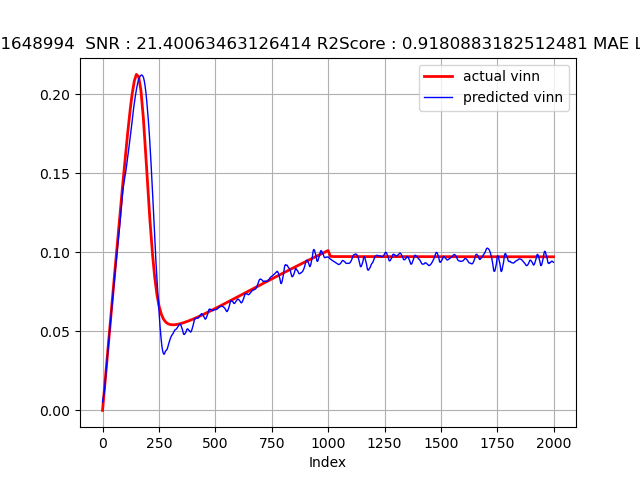 1648994 SNR : 21.40063463126414 R2Score : 0.9180883182512481 MAE L
actual vinn
predicted vinn
0.20
0.15
0.10
0.05
0.00
0 250 500 750 1000 1250 1500 1750 2000
Index